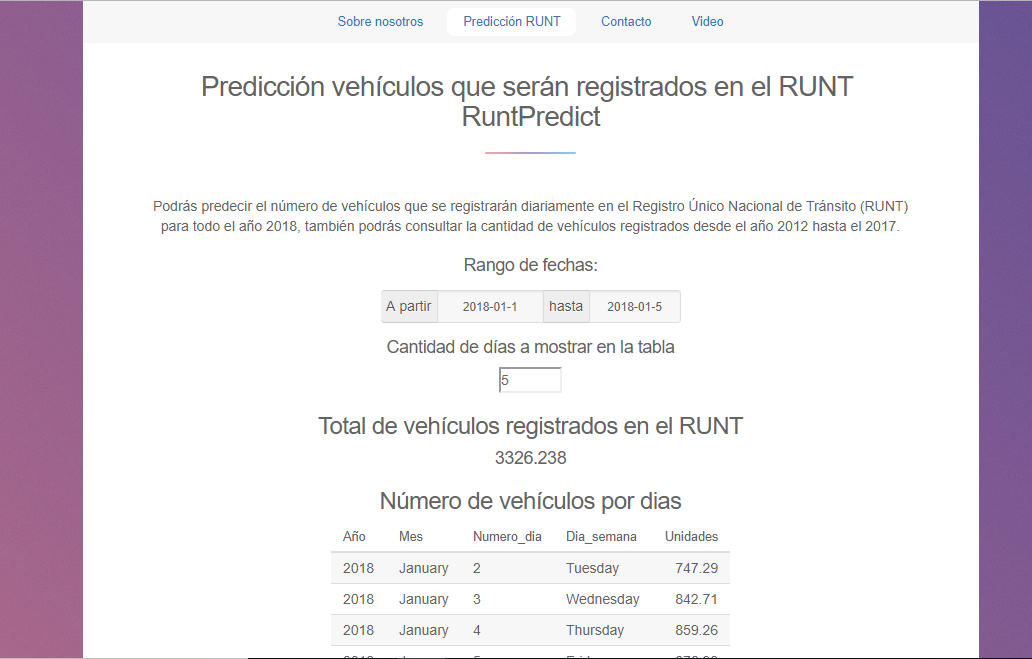 Sobre nosotros Predicción RUNT Contacto Video
Predicción vehículos que serán registrados en el RUNT
RuntPredict
Podrás predecir el número de vehículos que se registrarán diariamente en el Registro Único Nacional de Tránsito (RUNT)
para todo el año 2018, también podrás consultar la cantidad de vehículos registrados desde el año 2012 hasta el 2017.
Rango de fechas:
A partir 2018-01-1 hasta 2018-01-5
Cantidad de días a mostrar en la tabla
5
Total de vehículos registrados en el RUNT
3326.238
Número de vehículos por dias
Año Mes Numero_dia Dia_semana Unidades
2018 January 2 Tuesday 747.29
2018 January 3 Wednesday 842.71
2018 January 4 Thursday 859.26